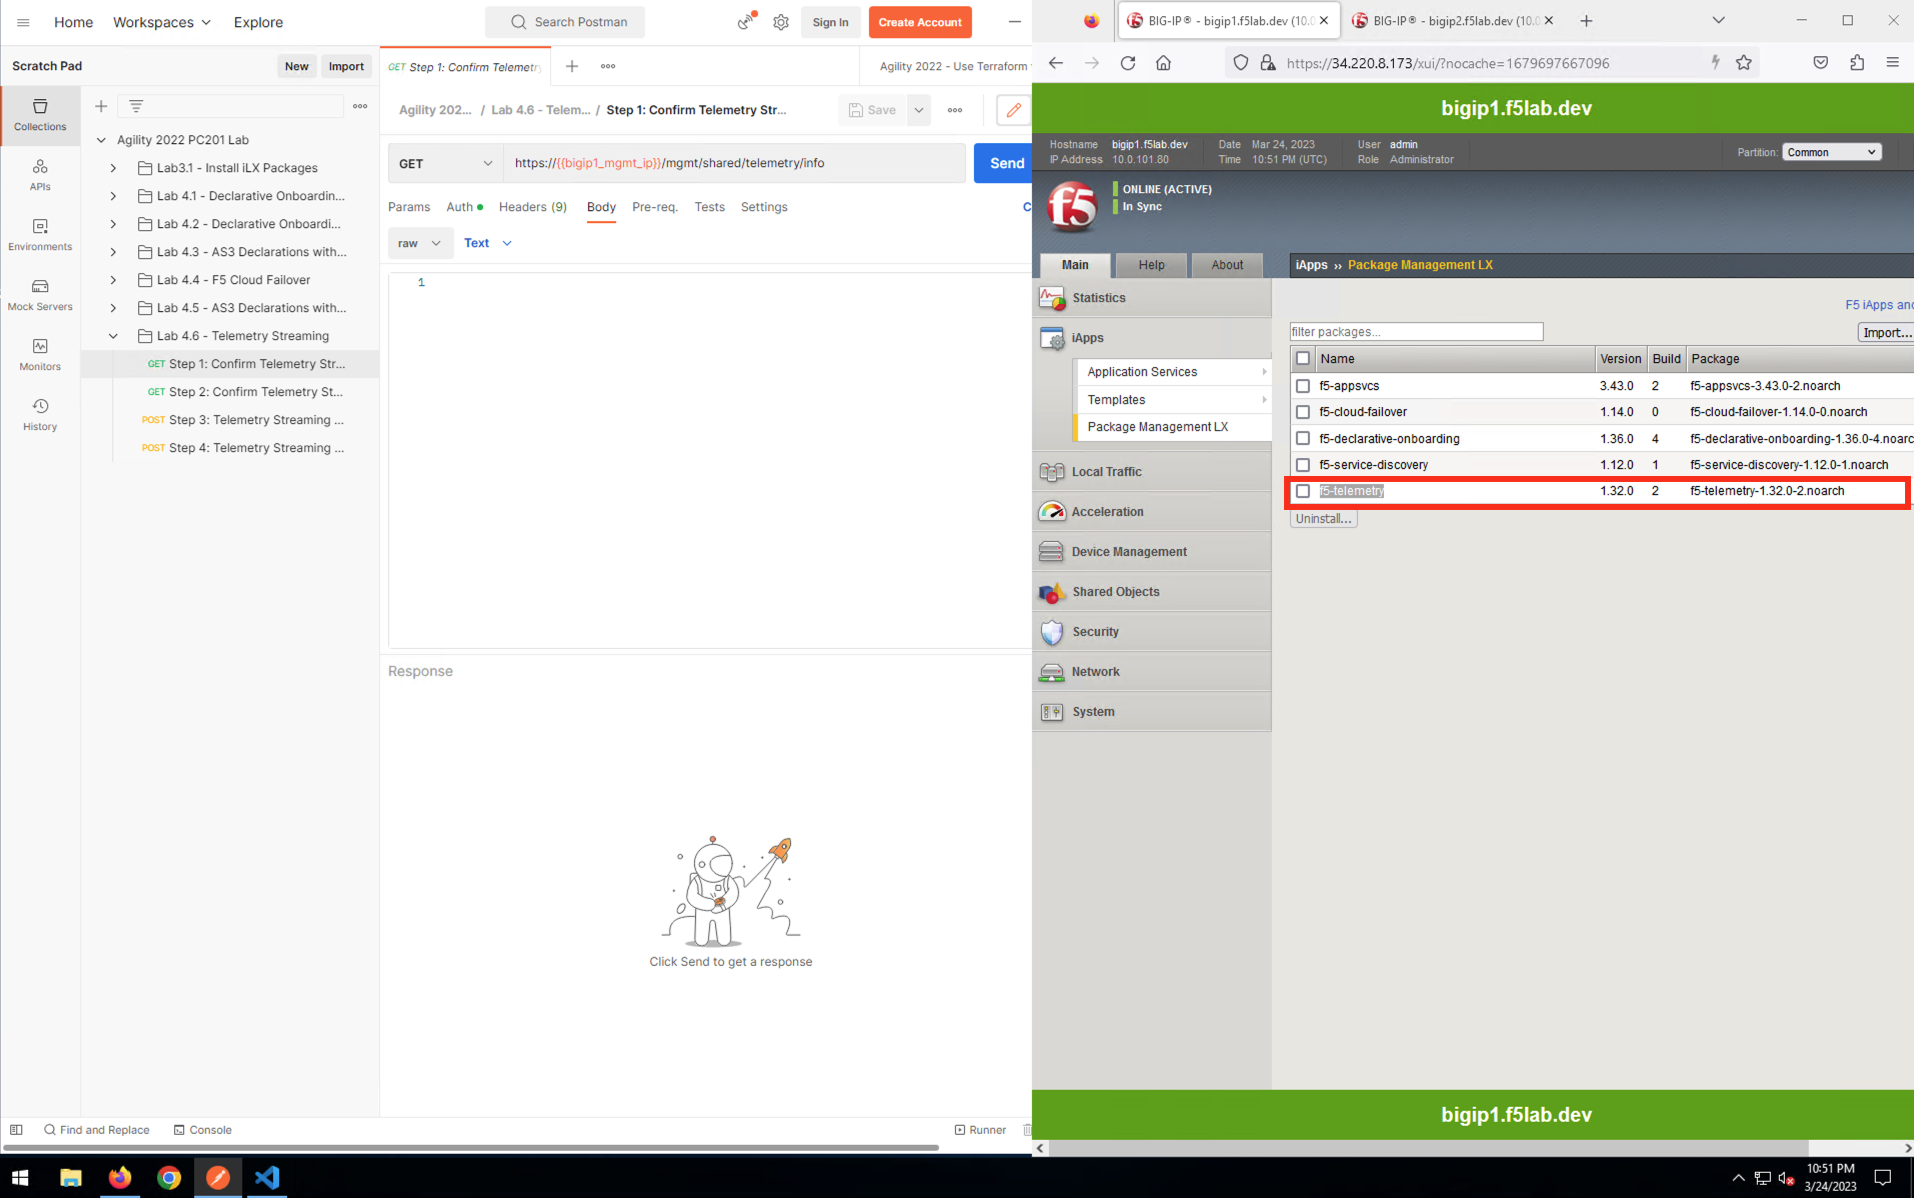 Home
Workspaces
Explore
Search Postman
Sign In
Create Account
Scratch Pad
New
Import
GET Step 1: Confirm Telemetr
Agility 2022 - Use Terraform
Collections
APIs
Environments
Mock Servers
Monitors
History
Agility 2022 PC201 Lab
Lab3.1 - Install iLX Packages
Lab 4.1 - Declarative Onboardin...
Lab 4.2 - Declarative Onboardi...
Lab 4.3 - AS3 Declarations with...
Lab 4.4 - F5 Cloud Failover
Lab 4.5 - AS3 Declarations with...
Lab 4.6 - Telemetry Streaming
GET Step 1: Confirm Telemetry Str...
GET Step 2: Confirm Telemetry St...
POST Step 3: Telemetry Streaming ...
POST Step 4: Telemetry Streaming ...
Agility 202... / Lab 4.6 - Telem... / Step 1: Confirm Telemetry Str...
Save
GET
https://{{bigip1_mgmt_ip}}/mgmt/shared/telemetry/info
Send
Params
Auth
Headers (9)
Body
Pre-req.
Tests
Settings
C
raw
Text
1
Response
Click Send to get a response
Find and Replace
Console
Runner
BIG-IP® - bigip1.f5lab.dev (10.0
BIG-IP® - bigip2.f5lab.dev (10.0
https://34.220.8.173/xui/?nocache=1679697667096
bigip1.f5lab.dev
Hostname bigip1.f5lab.dev Date Mar 24, 2023 User admin
IP Address 10.0.101.80 Time 10:51 PM (UTC) Role Administrator
Partition: Common
f5
ONLINE (ACTIVE)
In Sync
Main
Help
About
iApps ›› Package Management LX
Statistics
iApps
Application Services
Templates
Package Management LX
Local Traffic
Acceleration
Device Management
Shared Objects
Security
Network
System
F5 iApps and
filter packages...
Import...
Name Version Build Package
f5-appsvcs 3.43.0 2 f5-appsvcs-3.43.0-2.noarch
f5-cloud-failover 1.14.0 0 f5-cloud-failover-1.14.0-0.noarch
f5-declarative-onboarding 1.36.0 4 f5-declarative-onboarding-1.36.0-4.noarc
f5-service-discovery 1.12.0 1 f5-service-discovery-1.12.0-1.noarch
f5-telemetry 1.32.0 2 f5-telemetry-1.32.0-2.noarch
Uninstall...
bigip1.f5lab.dev
10:51 PM
3/24/2023